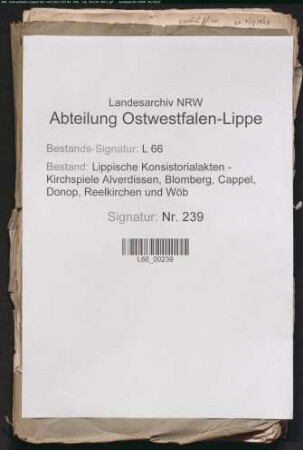 Landesarchiv NRW
Abteilung Ostwestfalen-Lippe
Bestands-Signatur: L 66
Bestand: Lippische Konsistorialakten -
Kirchspiele Alverdissen, Blomberg, Cappel,
Donop, Reelkirchen und Wöb
Signatur: Nr. 239
L66_00239